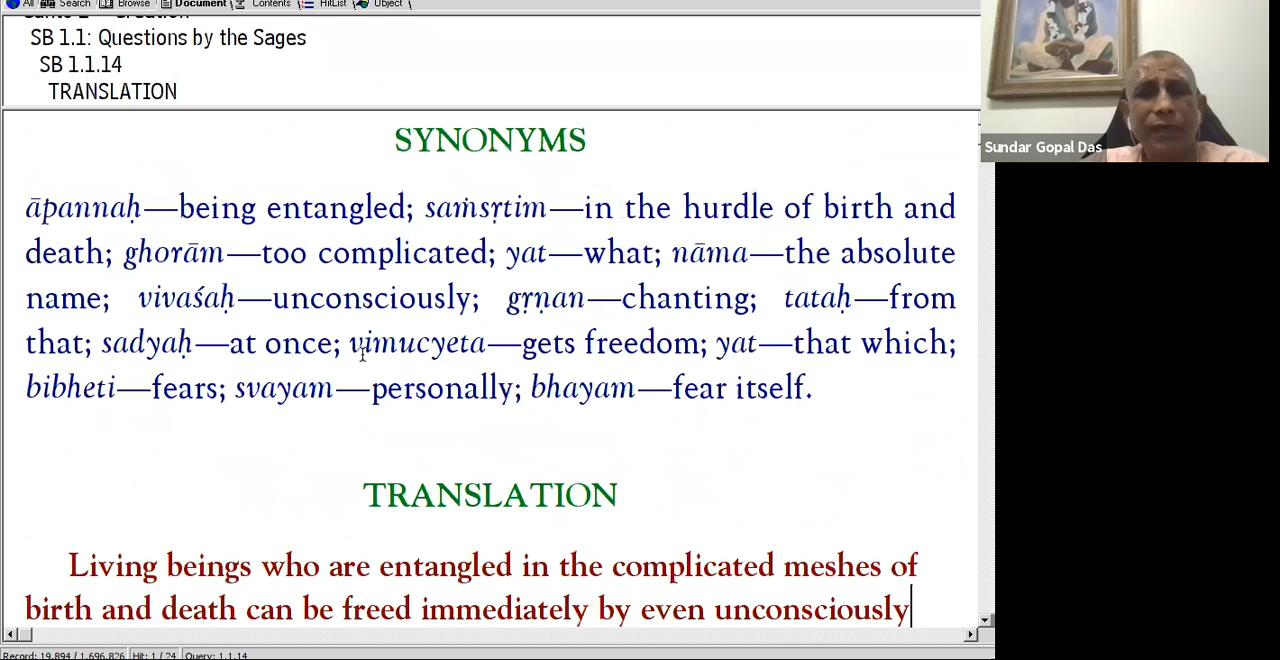 All Search Browse Document Contents HitList Object
Canto 1 – Creation
SB 1.1: Questions by the Sages
SB 1.1.14
TRANSLATION
Sundar Gopal Das
SYNONYMS
āpannaḥ—being entangled; saṁsṛtim—in the hurdle of birth and
death; ghorām—too complicated; yat—what; nāma—the absolute
name; vivaśaḥ—unconsciously; gṛṇan—chanting; tataḥ—from
that; sadyaḥ—at once; vimucyeta—gets freedom; yat—that which;
bibheti—fears; svayam—personally; bhayam—fear itself.
TRANSLATION
Living beings who are entangled in the complicated meshes of
birth and death can be freed immediately by even unconsciously
Record: 19,894 / 1,696,826 Hit: 1 / 24 Query: 1.1.14